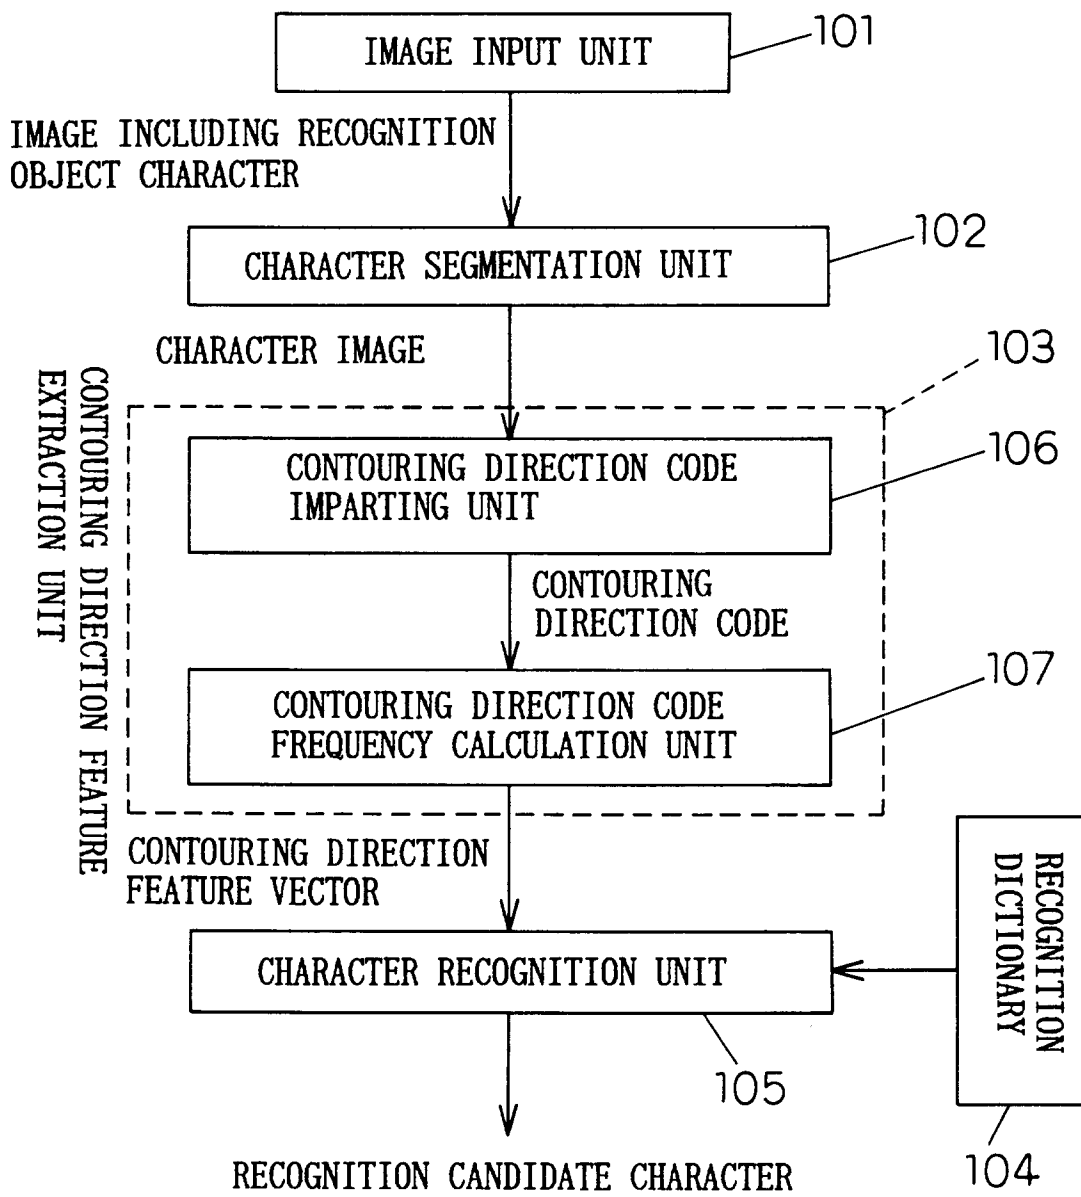 IMAGE INPUT UNIT
101
IMAGE INCLUDING RECOGNITION
OBJECT CHARACTER
CHARACTER SEGMENTATION UNIT
102
CHARACTER IMAGE
103
CONTOURING DIRECTION FEATURE
EXTRACTION UNIT
CONTOURING DIRECTION CODE
IMPARTING UNIT
106
CONTOURING
DIRECTION CODE
CONTOURING DIRECTION CODE
FREQUENCY CALCULATION UNIT
107
CONTOURING DIRECTION
FEATURE VECTOR
RECOGNITION
DICTIONARY
CHARACTER RECOGNITION UNIT
105
104
RECOGNITION CANDIDATE CHARACTER